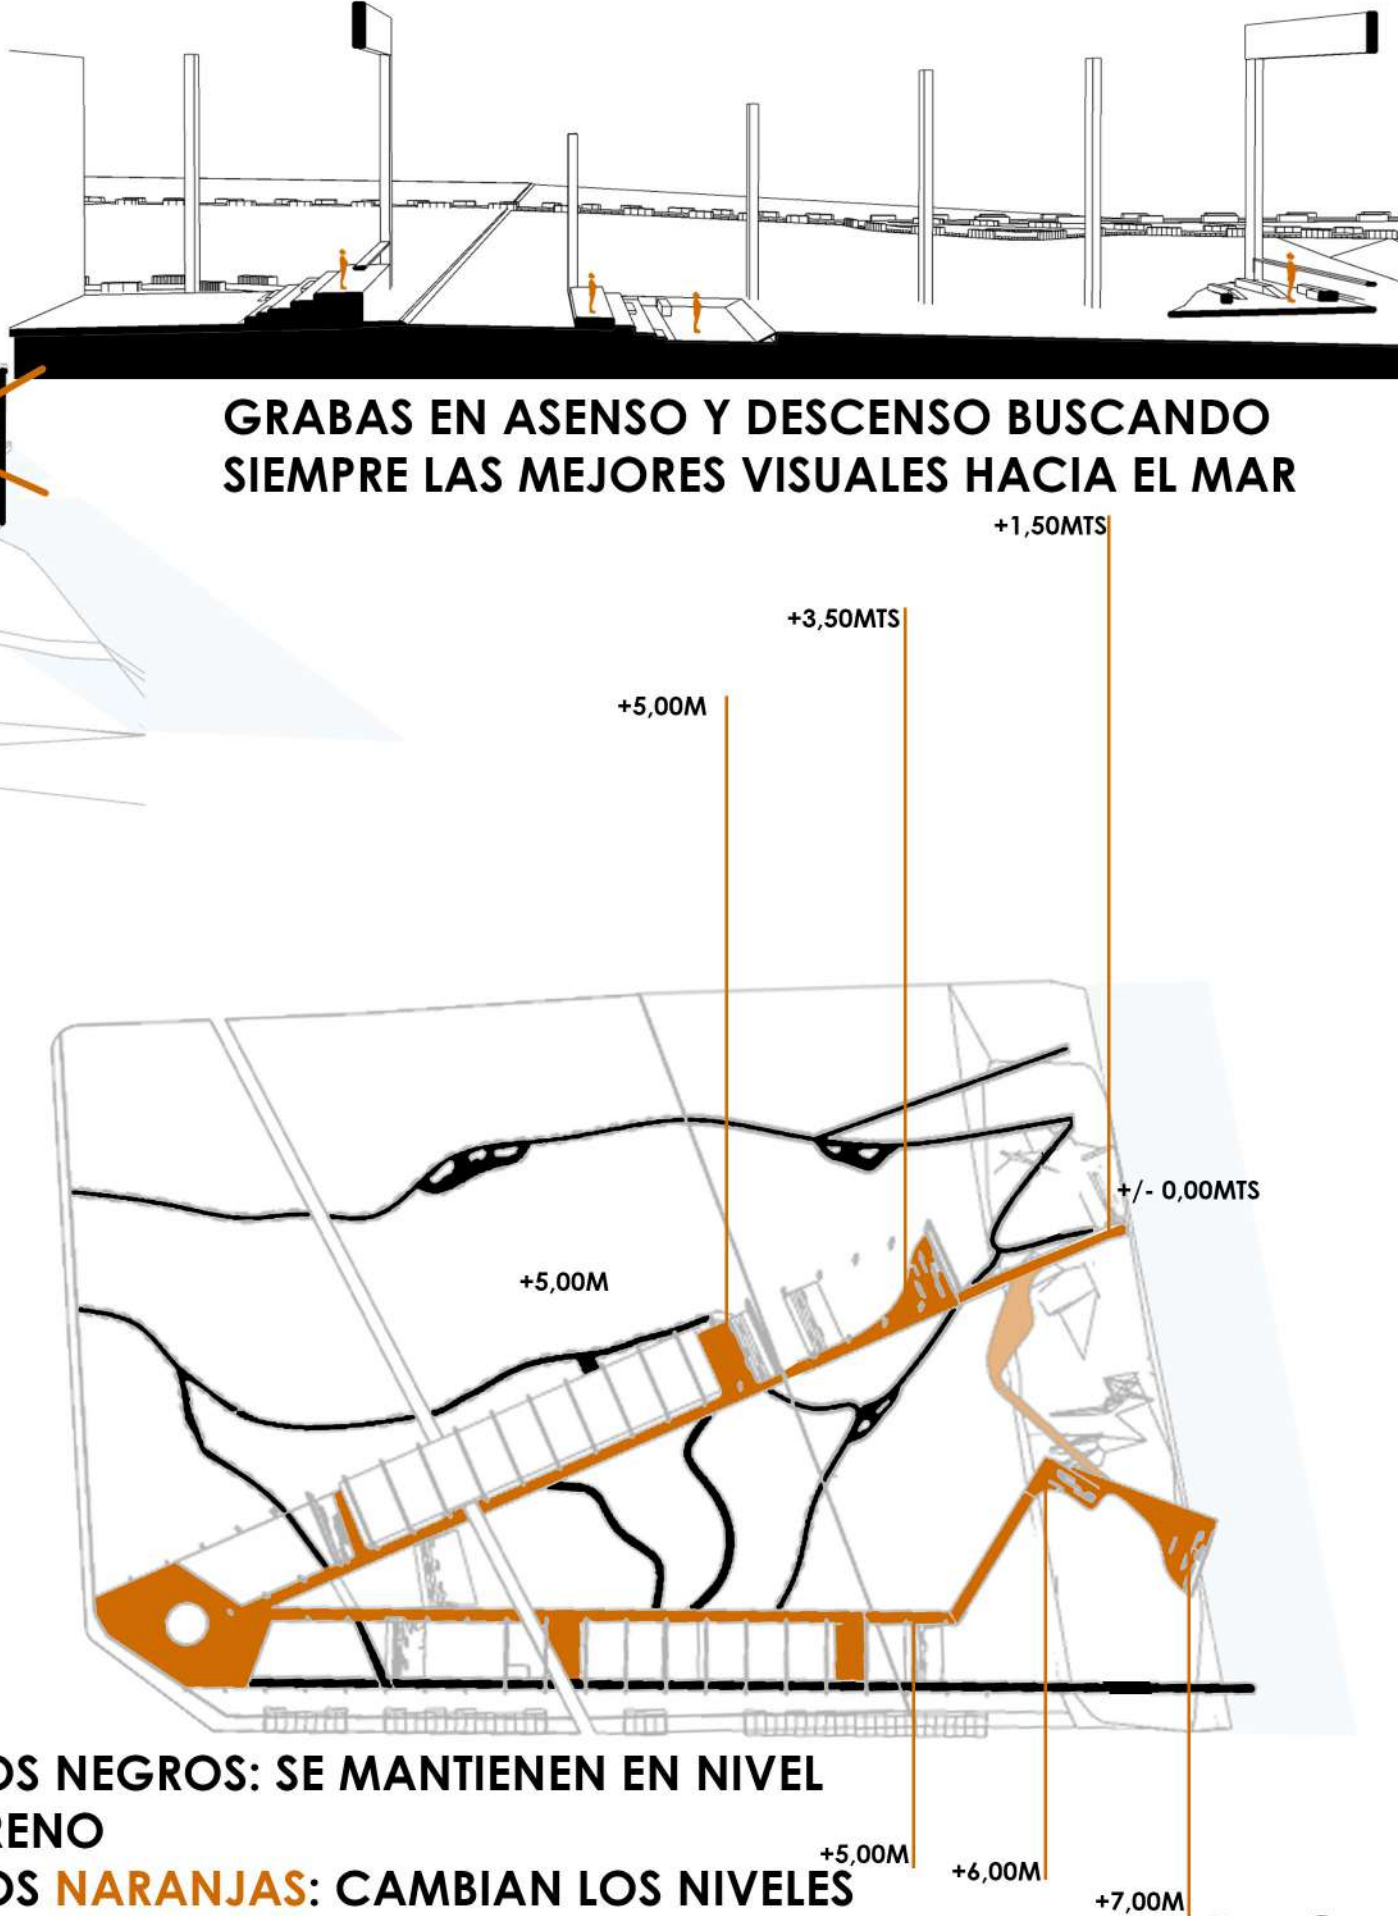 GRABAS EN ASENSO Y DESCENSO BUSCANDO
SIEMPRE LAS MEJORES VISUALES HACIA EL MAR
+1,50MTS
+3,50MTS
+5,00M
+/- 0,00MTS
+5,00M
OS NEGROS: SE MANTIENEN EN NIVEL
RENO
OS NARANJAS: CAMBIAN LOS NIVELES
+5,00M
+6,00M
+7,00M